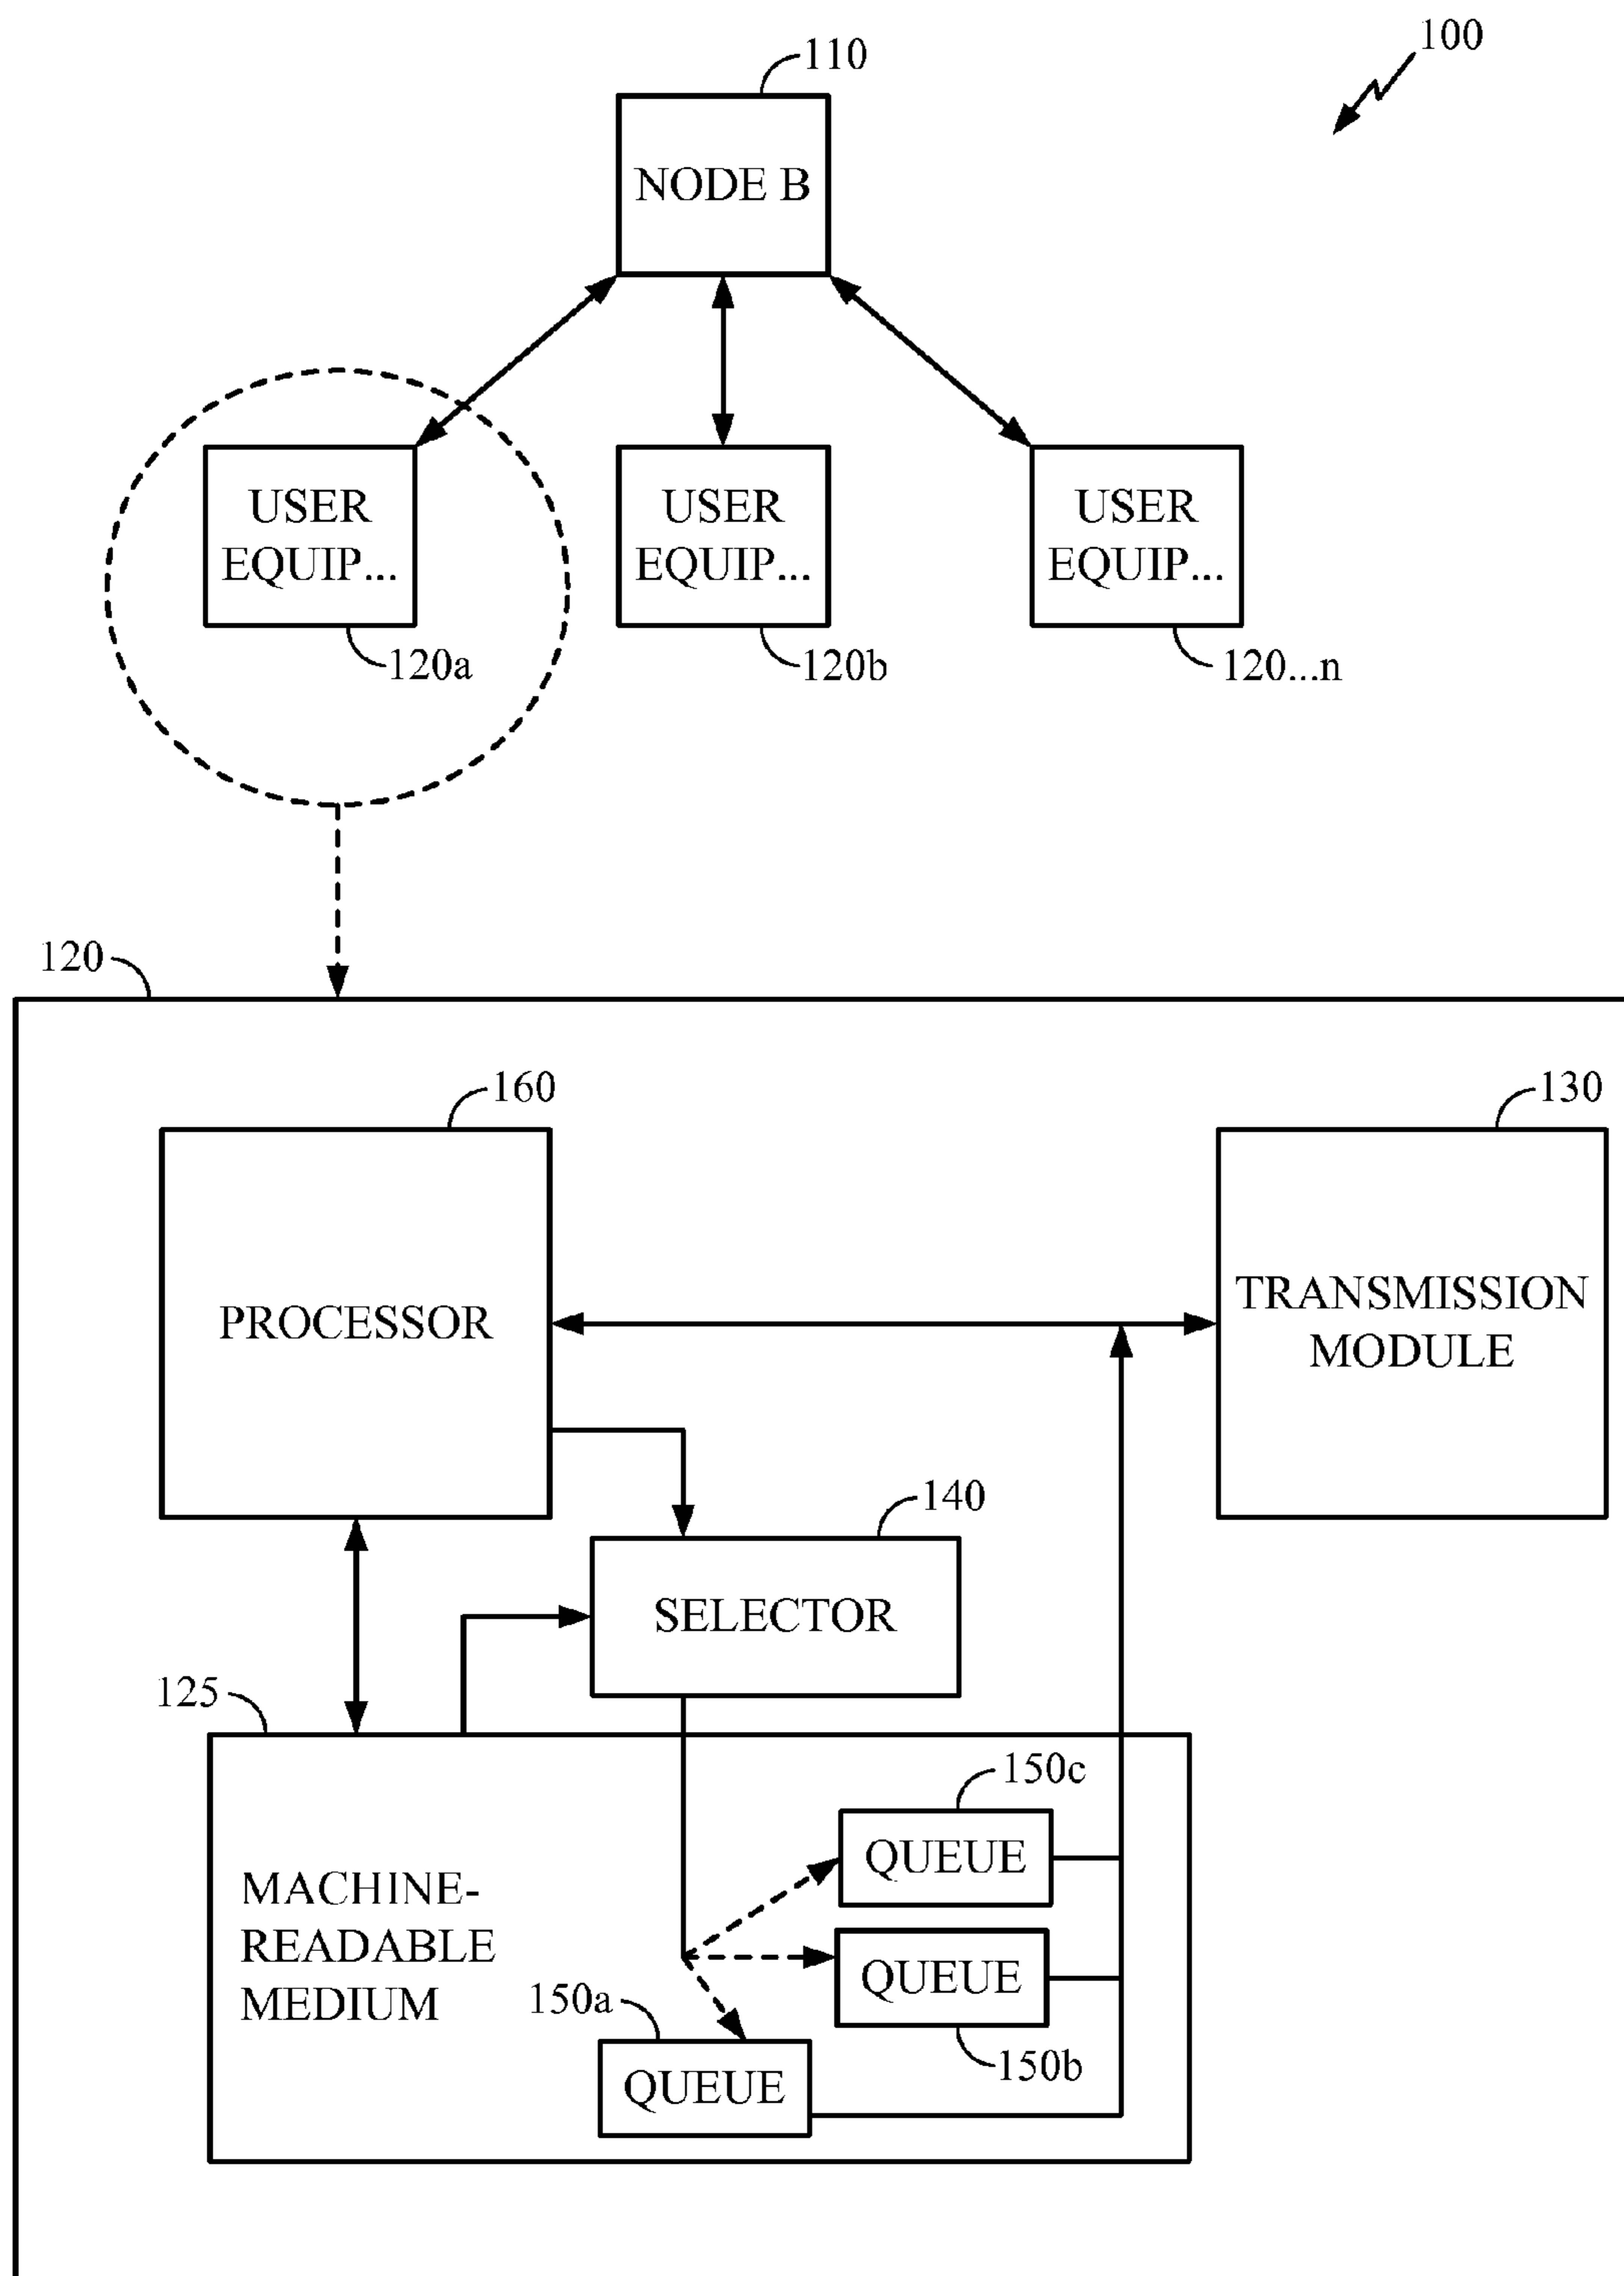 100
110
NODE B
USER
EQUIP...
120a
USER
EQUIP...
120b
USER
EQUIP...
120...n
120
160
PROCESSOR
130
TRANSMISSION
MODULE
140
SELECTOR
125
MACHINE-
READABLE
MEDIUM
150c
QUEUE
QUEUE
150b
150a
QUEUE